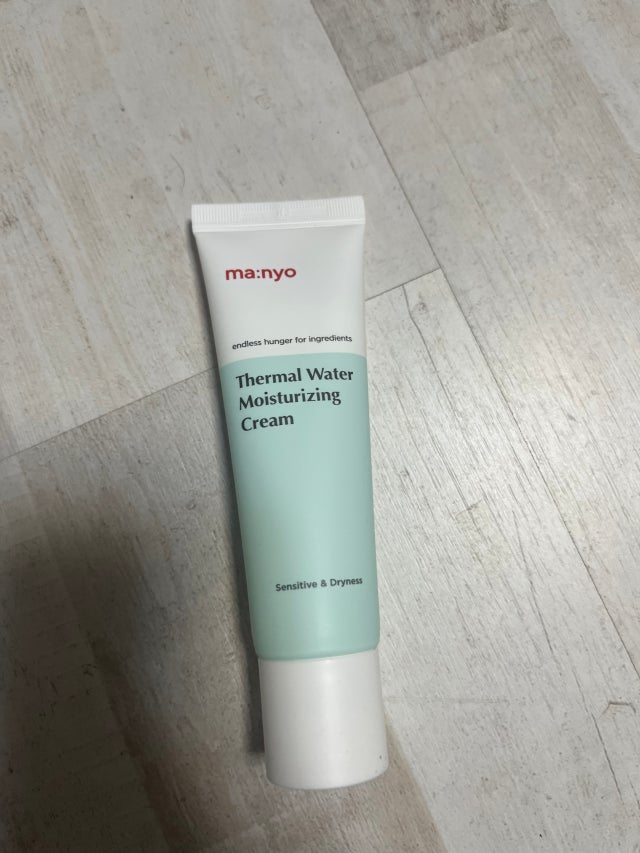 ma:nyo
endless hunger for ingredients
Thermal Water
Moisturizing
Cream
Sensitive & Dryness